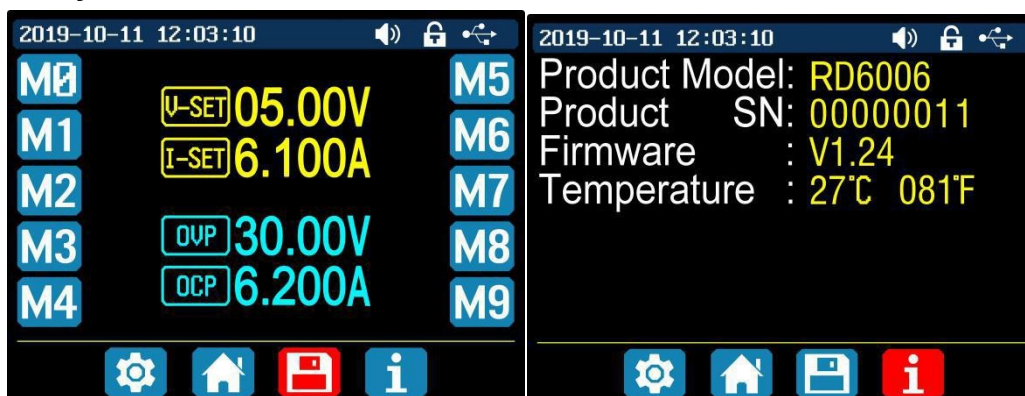 2019-10-11 12:03:10
M0
M1
M2
M3
M4
V-SET 05.00V
I-SET 6.100A
OVP 30.00V
OCP 6.200A
M5
M6
M7
M8
M9
i
2019-10-11 12:03:10
Product Model: RD6006
Product SN: 00000011
Firmware : V1.24
Temperature : 27℃ 081℉
i